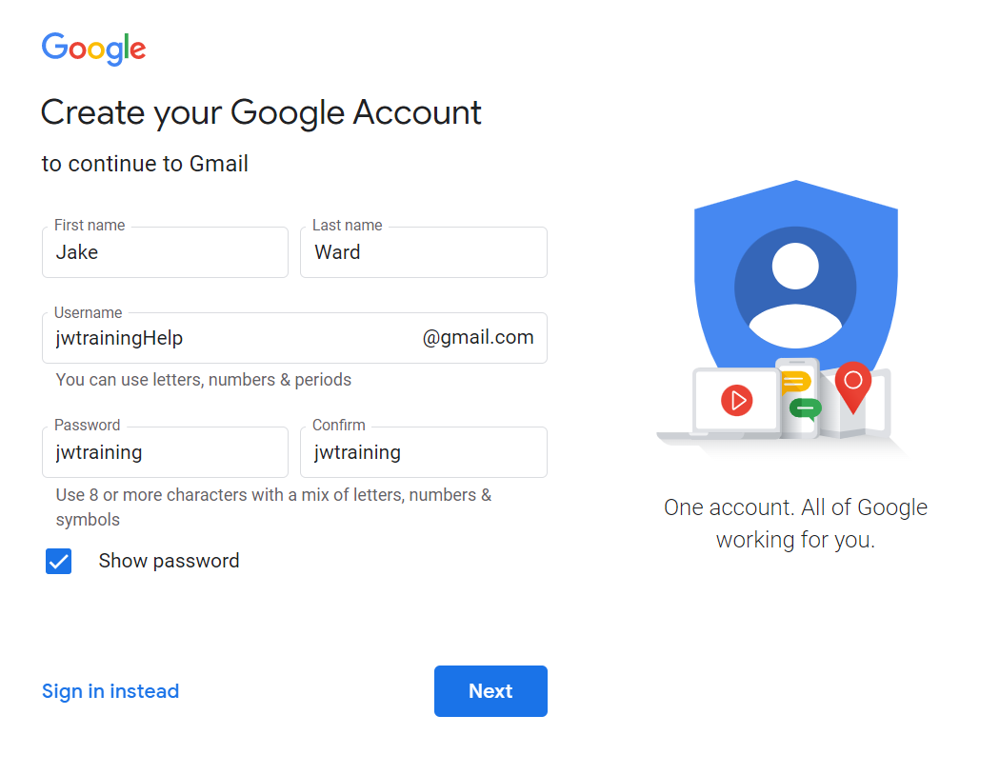 Google
Create your Google Account
to continue to Gmail
First name
Last name
Jake
Ward
Username
jwtrainingHelp @gmail.com
You can use letters, numbers & periods
Password
Confirm
jwtraining
jwtraining
Use 8 or more characters with a mix of letters, numbers &
symbols
Show password
One account. All of Google
working for you.
Sign in instead
Next